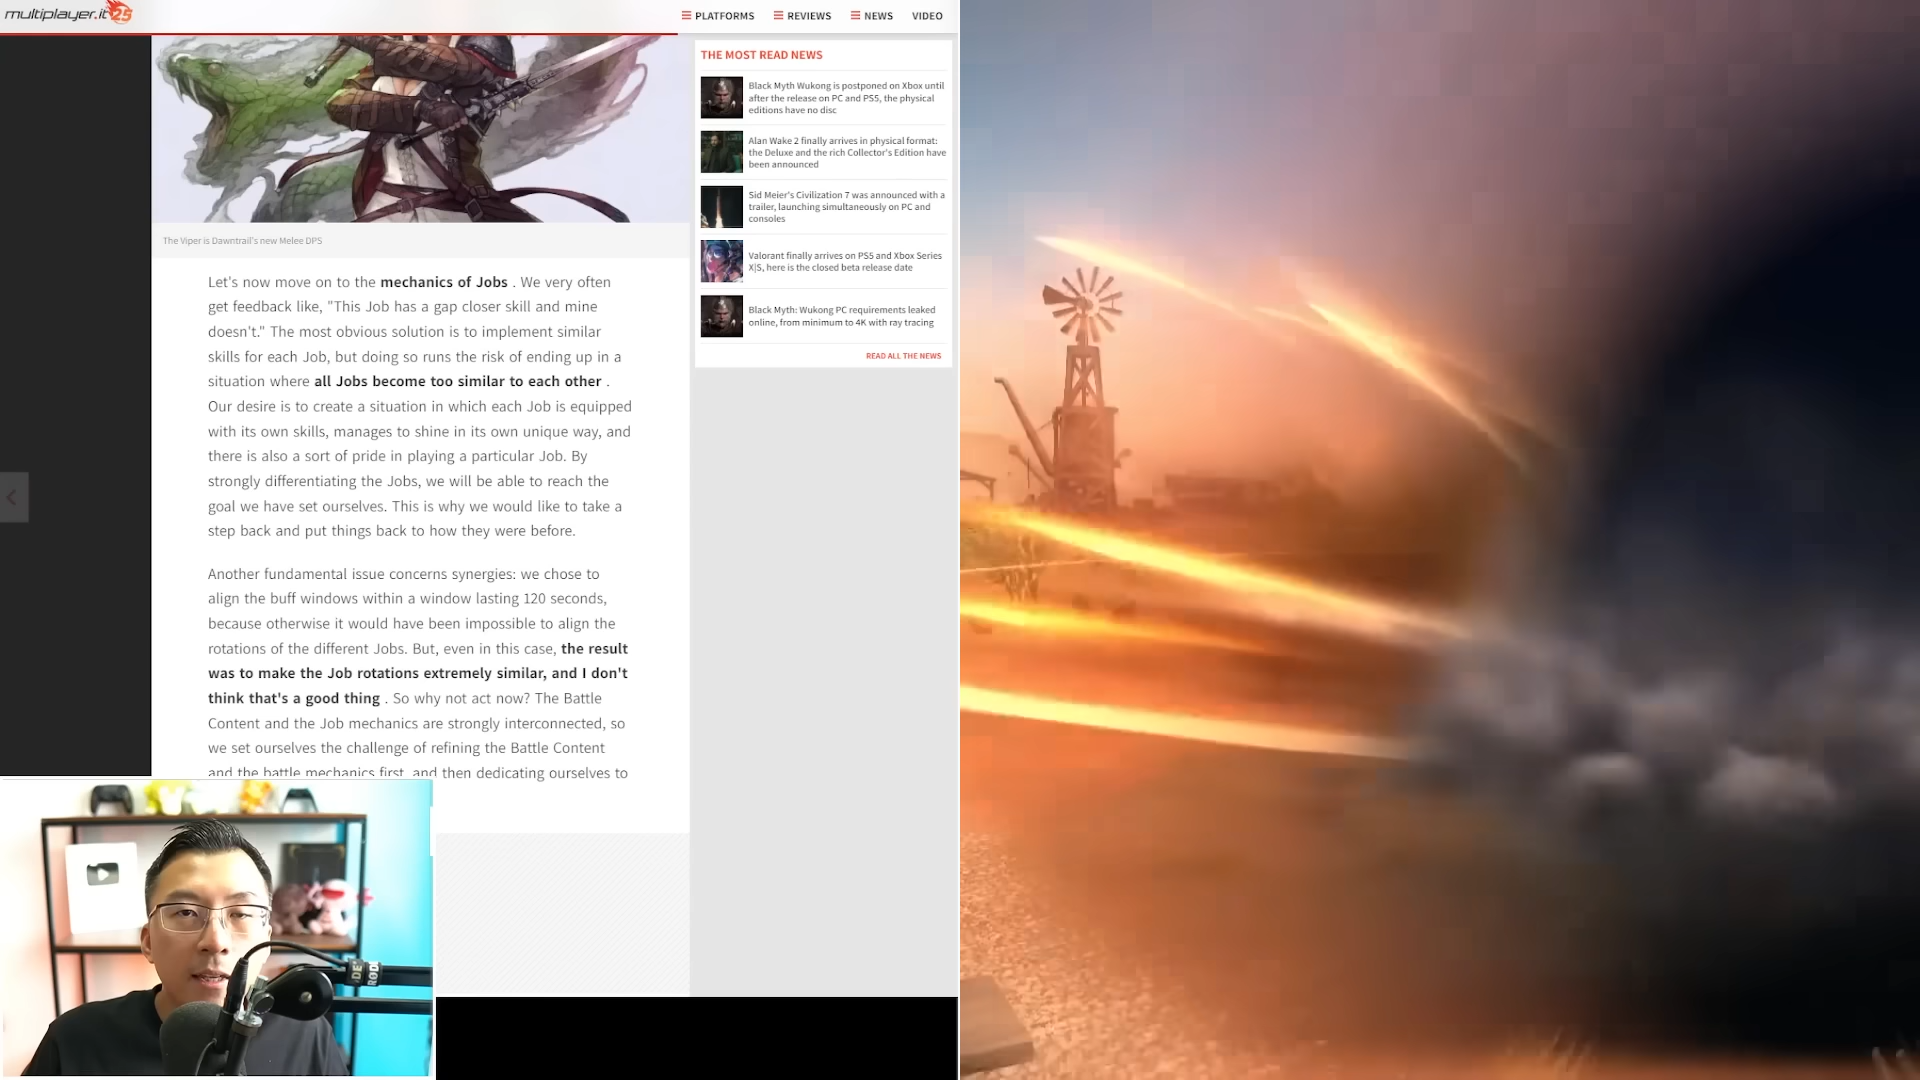 multiplayer.it 25
PLATFORMS
REVIEWS
NEWS
VIDEO
The Viper is Dawntrail's new Melee DPS
Let's now move on to the mechanics of Jobs . We very often
get feedback like, "This Job has a gap closer skill and mine
doesn't." The most obvious solution is to implement similar
skills for each Job, but doing so runs the risk of ending up in a
situation where all Jobs become too similar to each other .
Our desire is to create a situation in which each Job is equipped
with its own skills, manages to shine in its own unique way, and
there is also a sort of pride in playing a particular Job. By
strongly differentiating the Jobs, we will be able to reach the
goal we have set ourselves. This is why we would like to take a
step back and put things back to how they were before.
Another fundamental issue concerns synergies: we chose to
align the buff windows within a window lasting 120 seconds,
because otherwise it would have been impossible to align the
rotations of the different Jobs. But, even in this case, the result
was to make the Job rotations extremely similar, and I don't
think that's a good thing . So why not act now? The Battle
Content and the Job mechanics are strongly interconnected, so
we set ourselves the challenge of refining the Battle Content
and the battle mechanics first, and then dedicating ourselves to
THE MOST READ NEWS
Black Myth Wukong is postponed on Xbox until
after the release on PC and PS5, the physical
editions have no disc
Alan Wake 2 finally arrives in physical format:
the Deluxe and the rich Collector's Edition have
been announced
Sid Meier's Civilization 7 was announced with a
trailer, launching simultaneously on PC and
consoles
Valorant finally arrives on PS5 and Xbox Series
X|S, here is the closed beta release date
Black Myth: Wukong PC requirements leaked
online, from minimum to 4K with ray tracing
READ ALL THE NEWS
RØDE